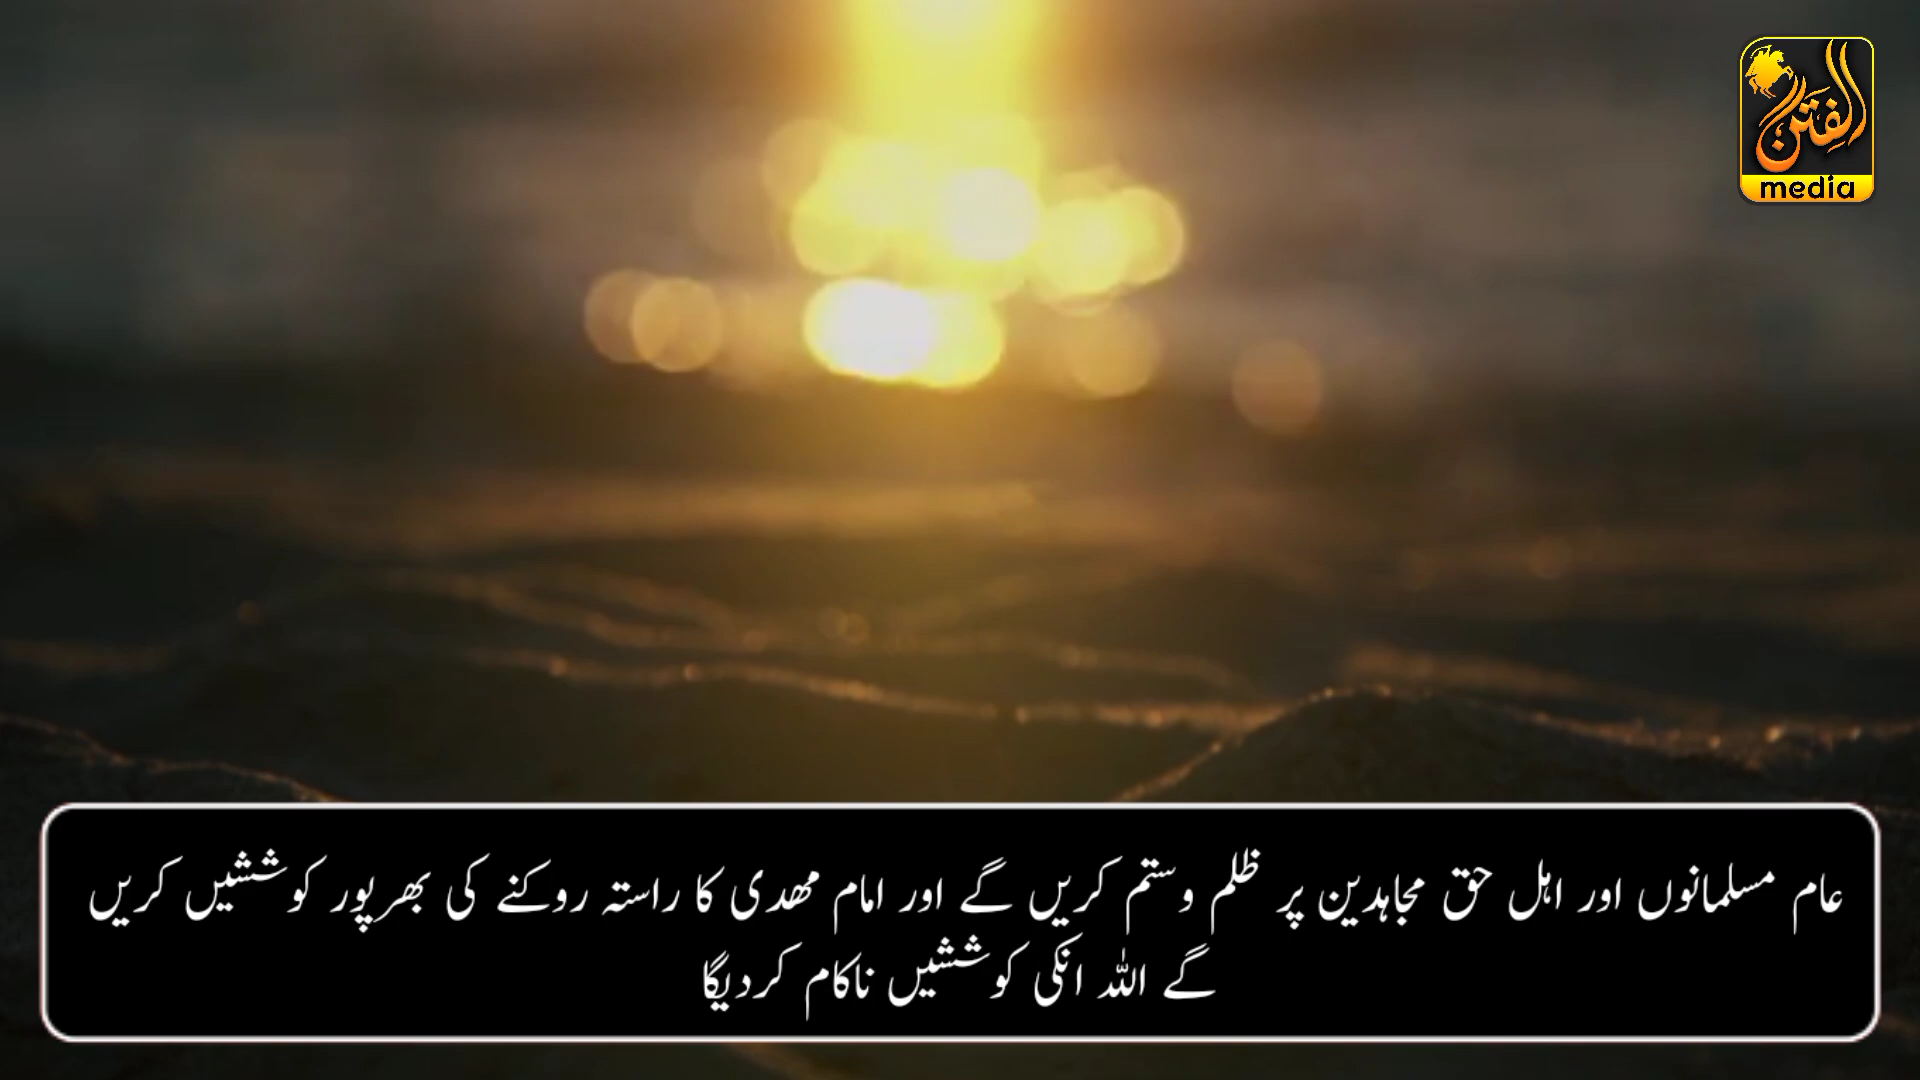 الفتن
media
عام مسلمانوں اور اہل حق مجاہدین پر ظلم وستم کریں گے اور امام مھدی کا راستہ روکنے کی بھرپور کوششیں کریں
گے اللہ انکی کوششیں ناکام کردیگا